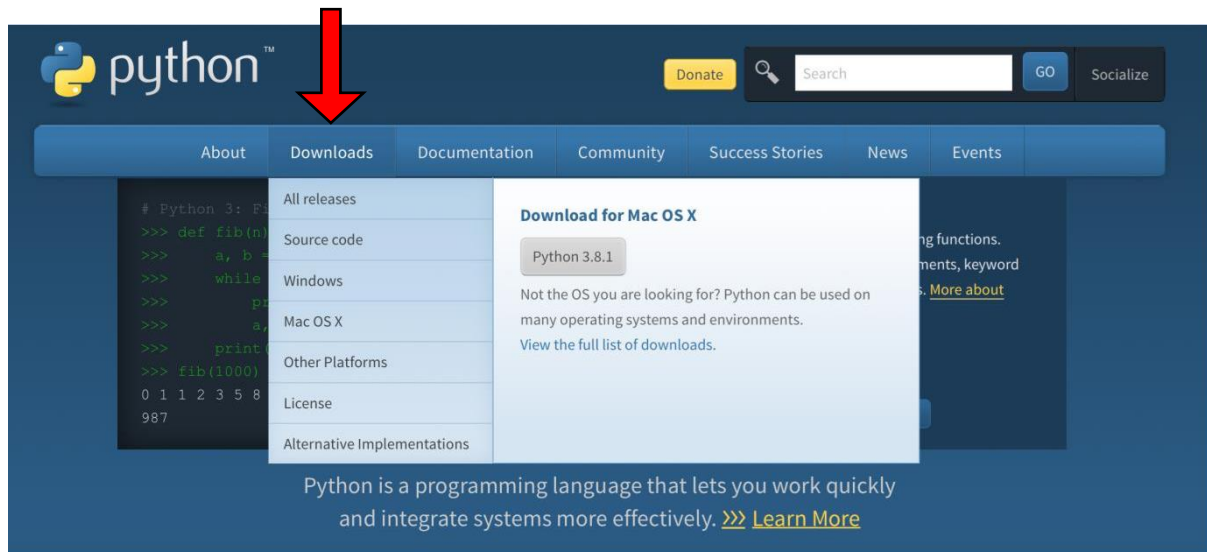 python™
Donate
Search
GO
Socialize
About Downloads Documentation Community Success Stories News Events
All releases
Source code
Windows
Mac OS X
Other Platforms
License
Alternative Implementations
Download for Mac OS X
Python 3.8.1
Not the OS you are looking for? Python can be used on
many operating systems and environments.
View the full list of downloads.
# Python 3:
>>> def fib(n)
>>> a, b =
>>> while
>>>
>>> a,
>>> print(
>>> fib(1000)
0 1 1 2 3 5 8
987
functions.
keyword
More about
Python is a programming language that lets you work quickly
and integrate systems more effectively. >>> Learn More